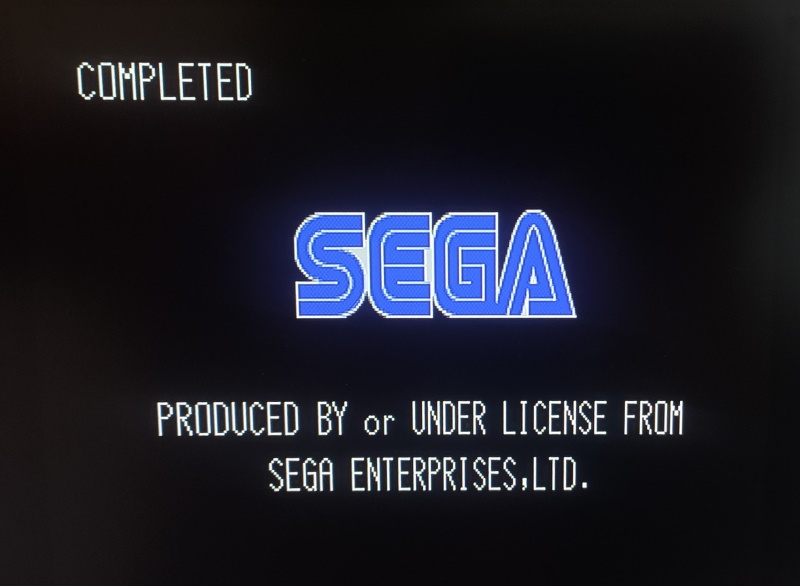 COMPLETED
SEGA
PRODUCED BY or UNDER LICENSE FROM
SEGA ENTERPRISES,LTD.